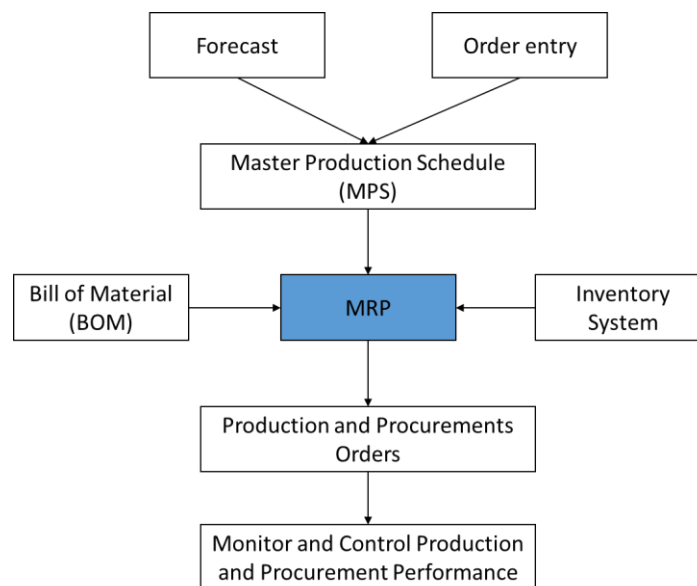 Forecast
Order entry
Master Production Schedule
(MPS)
Bill of Material
(BOM)
MRP
Inventory
System
Production and Procurements
Orders
Monitor and Control Production
and Procurement Performance